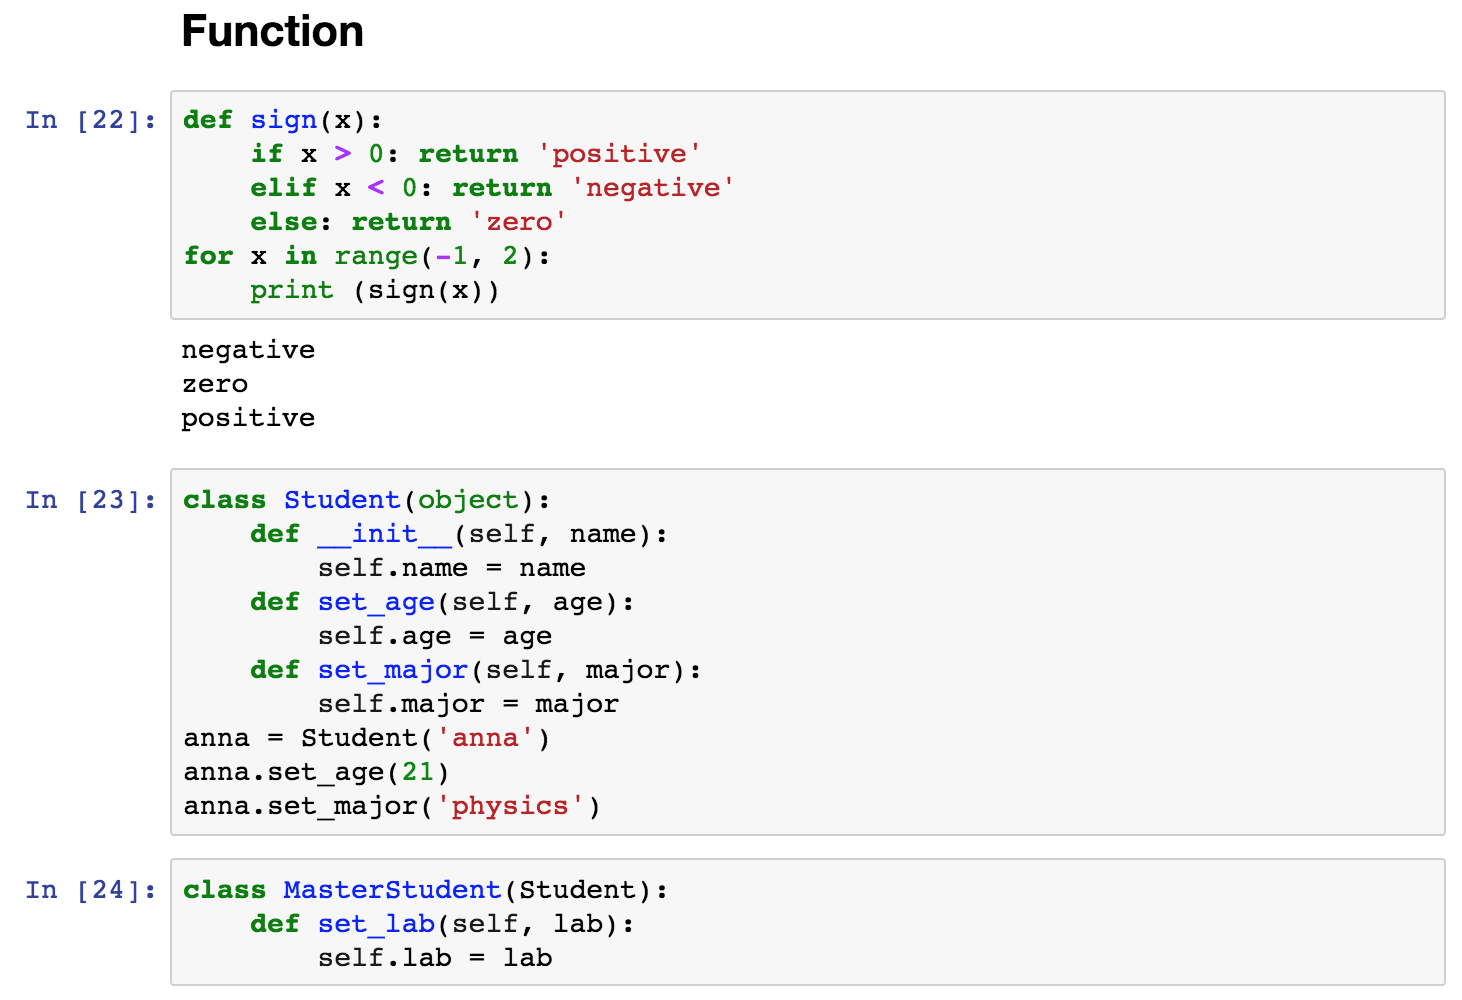 Function
In [22]:
def sign(x):
    if x > 0: return 'positive'
    elif x < 0: return 'negative'
    else: return 'zero'
for x in range(-1, 2):
    print (sign(x))
negative
zero
positive
In [23]:
class Student(object):
    def __init__(self, name):
        self.name = name
    def set_age(self, age):
        self.age = age
    def set_major(self, major):
        self.major = major
anna = Student('anna')
anna.set_age(21)
anna.set_major('physics')
In [24]:
class MasterStudent(Student):
    def set_lab(self, lab):
        self.lab = lab